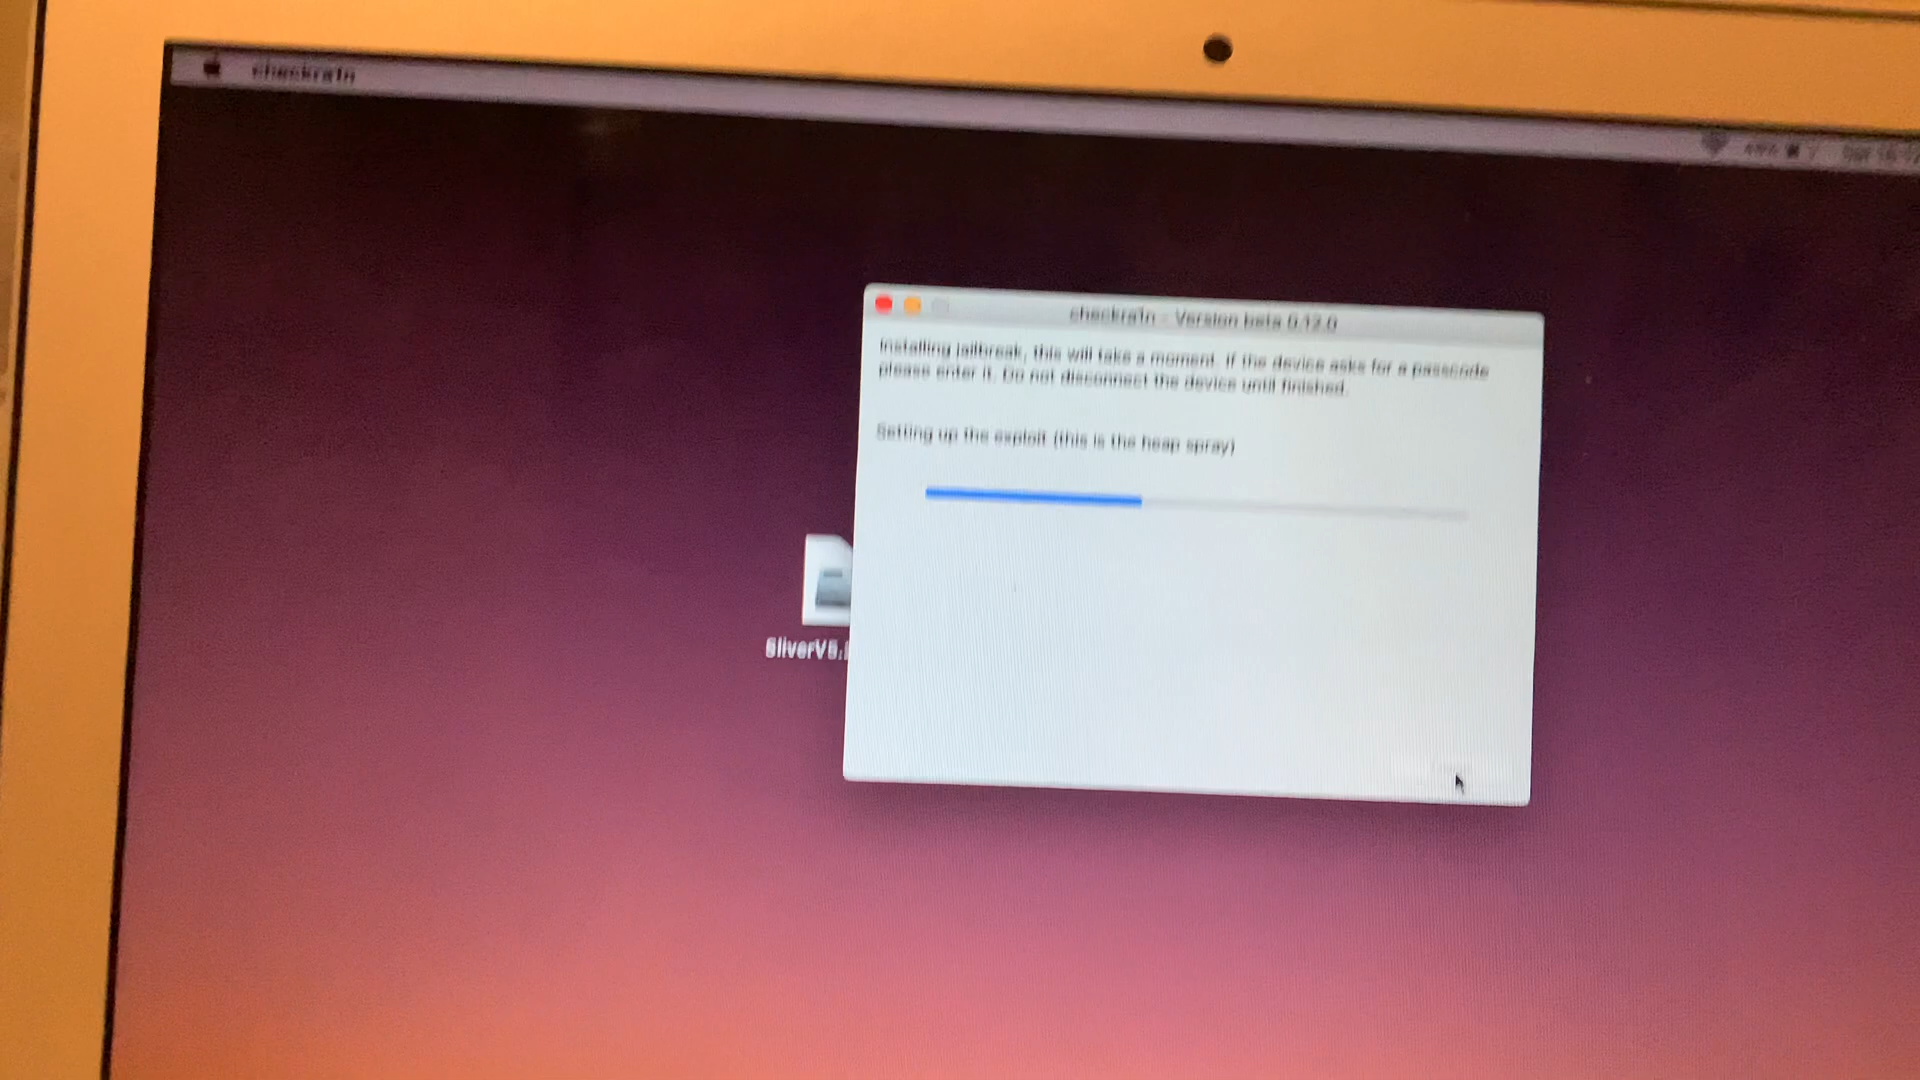 checkra1n
checkra1n - Version beta 0.12.0
Installing jailbreak, this will take a moment. If the device asks for a passcode
please enter it. Do not disconnect the device until finished.
Setting up the exploit (this is the heap spray)
SliverV5.